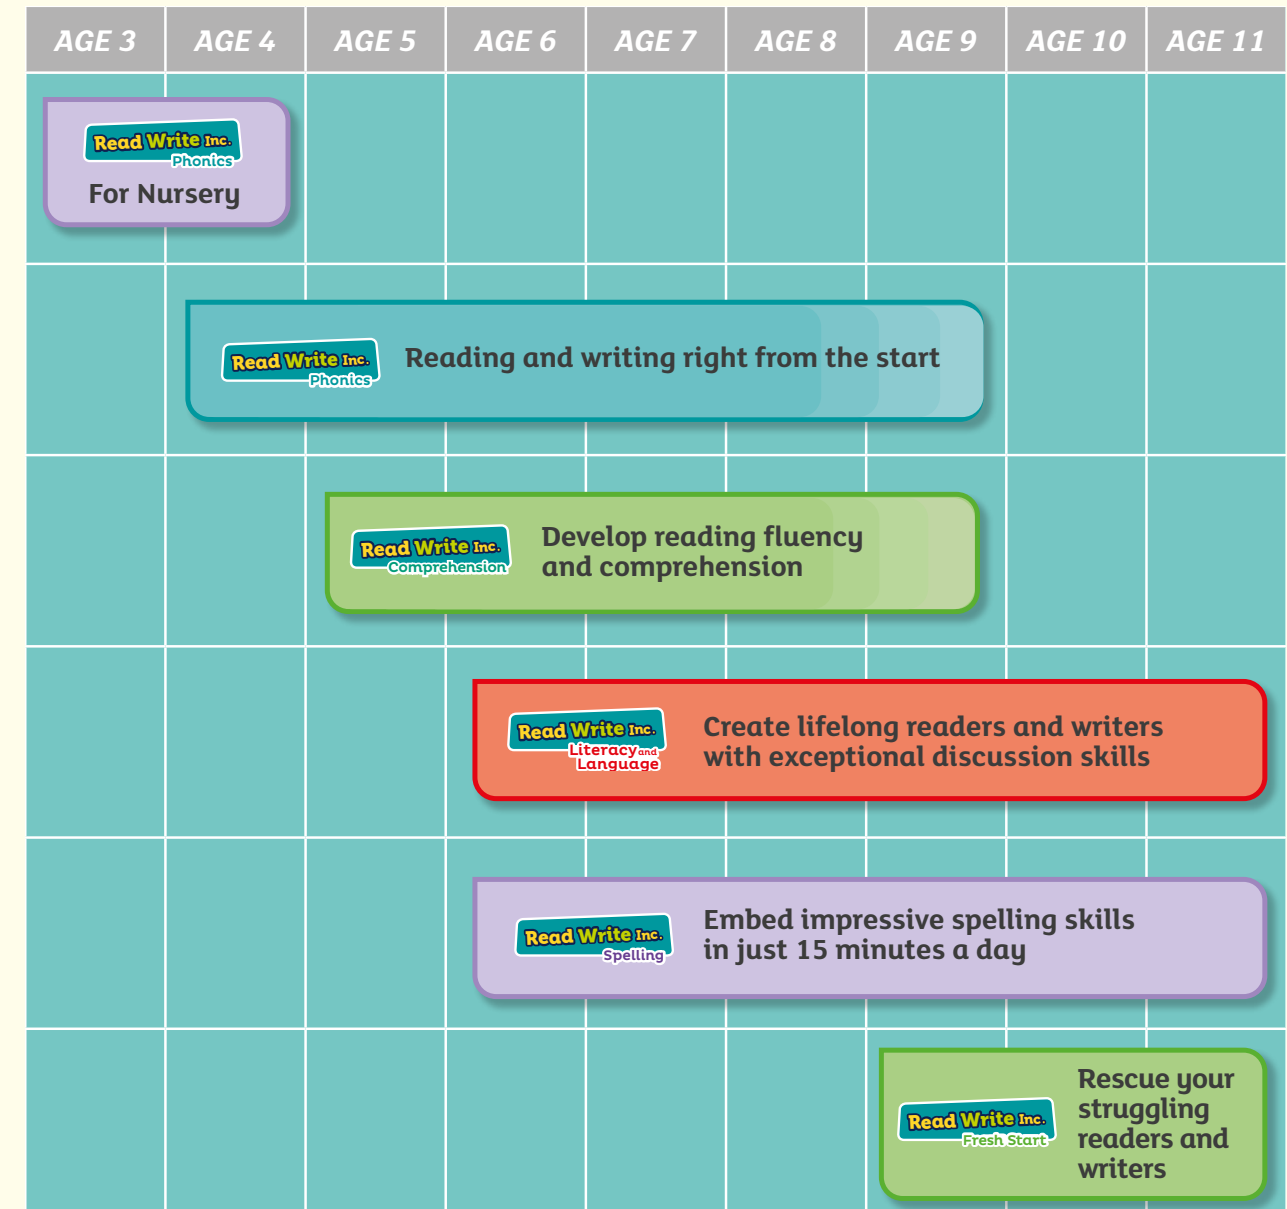 AGE 3 AGE 4 AGE 5 AGE 6 AGE 7 AGE 8 AGE 9 AGE 10 AGE 11
Read Write Inc.
Phonics
For Nursery
Read Write Inc.
Phonics
Reading and writing right from the start
Read Write Inc.
Comprehension
Develop reading fluency
and comprehension
Read Write Inc.
Literacy and
Language
Create lifelong readers and writers
with exceptional discussion skills
Read Write Inc.
Spelling
Embed impressive spelling skills
in just 15 minutes a day
Read Write Inc.
Fresh Start
Rescue your
struggling
readers and
writers